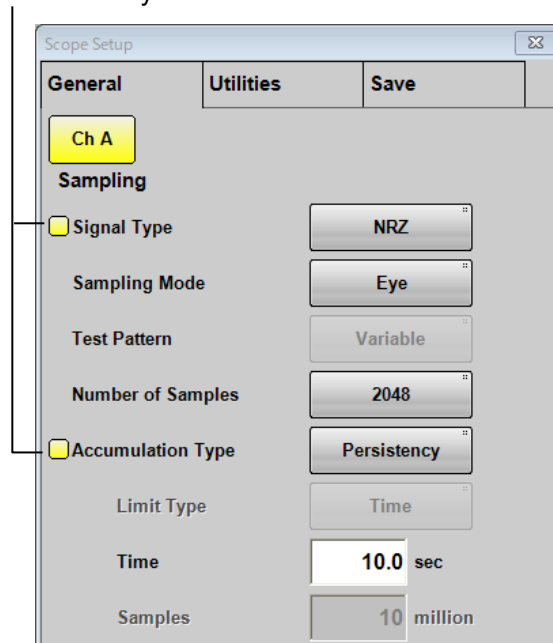 Scope Setup
General Utilities Save
Ch A
Sampling
Signal Type NRZ
Sampling Mode Eye
Test Pattern Variable
Number of Samples 2048
Accumulation Type Persistency
Limit Type Time
Time 10.0 sec
Samples 10 million